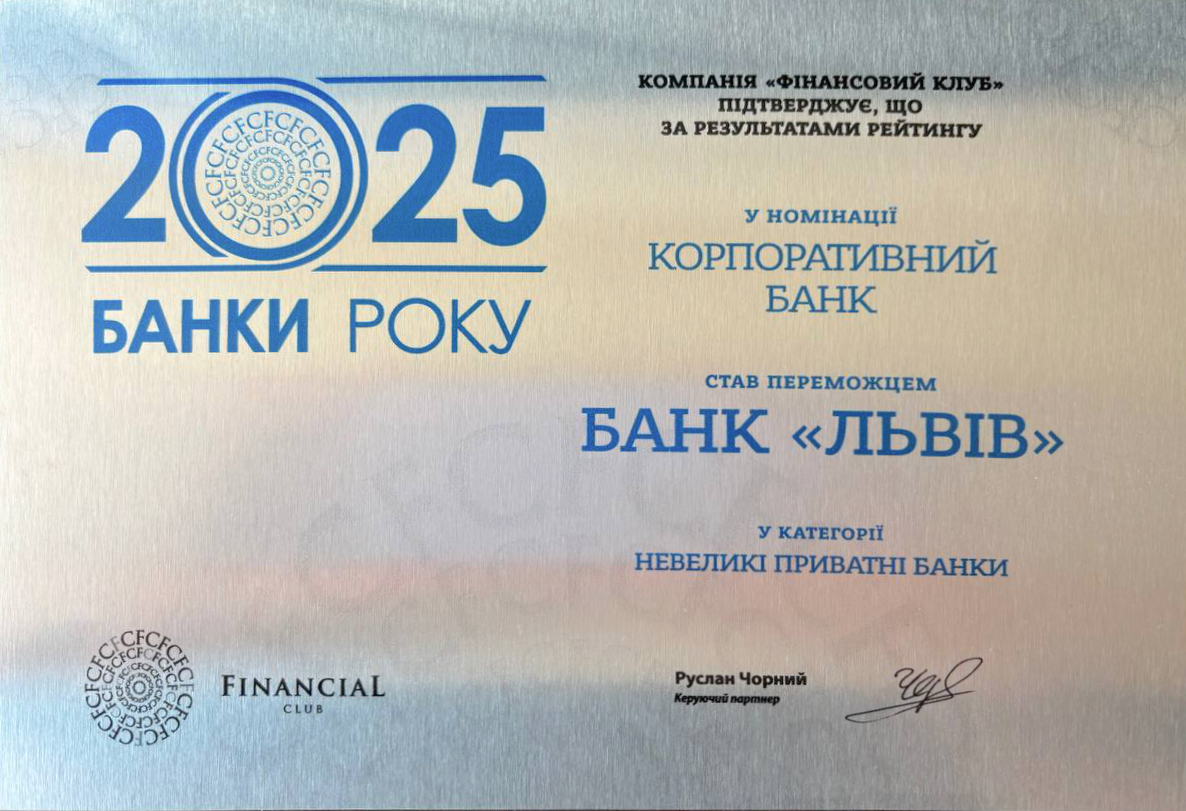 2025
БАНКИ РОКУ
КОМПАНІЯ «ФІНАНСОВИЙ КЛУБ»
ПІДТВЕРДЖУЄ, ЩО
ЗА РЕЗУЛЬТАТАМИ РЕЙТИНГУ
У НОМІНАЦІЇ
КОРПОРАТИВНИЙ
БАНК
СТАВ ПЕРЕМОЖЦЕМ
БАНК «ЛЬВІВ»
У КАТЕГОРІЇ
НЕВЕЛИКІ ПРИВАТНІ БАНКИ
FINANCIAL
CLUB
Руслан Чорний
Керуючий партнер